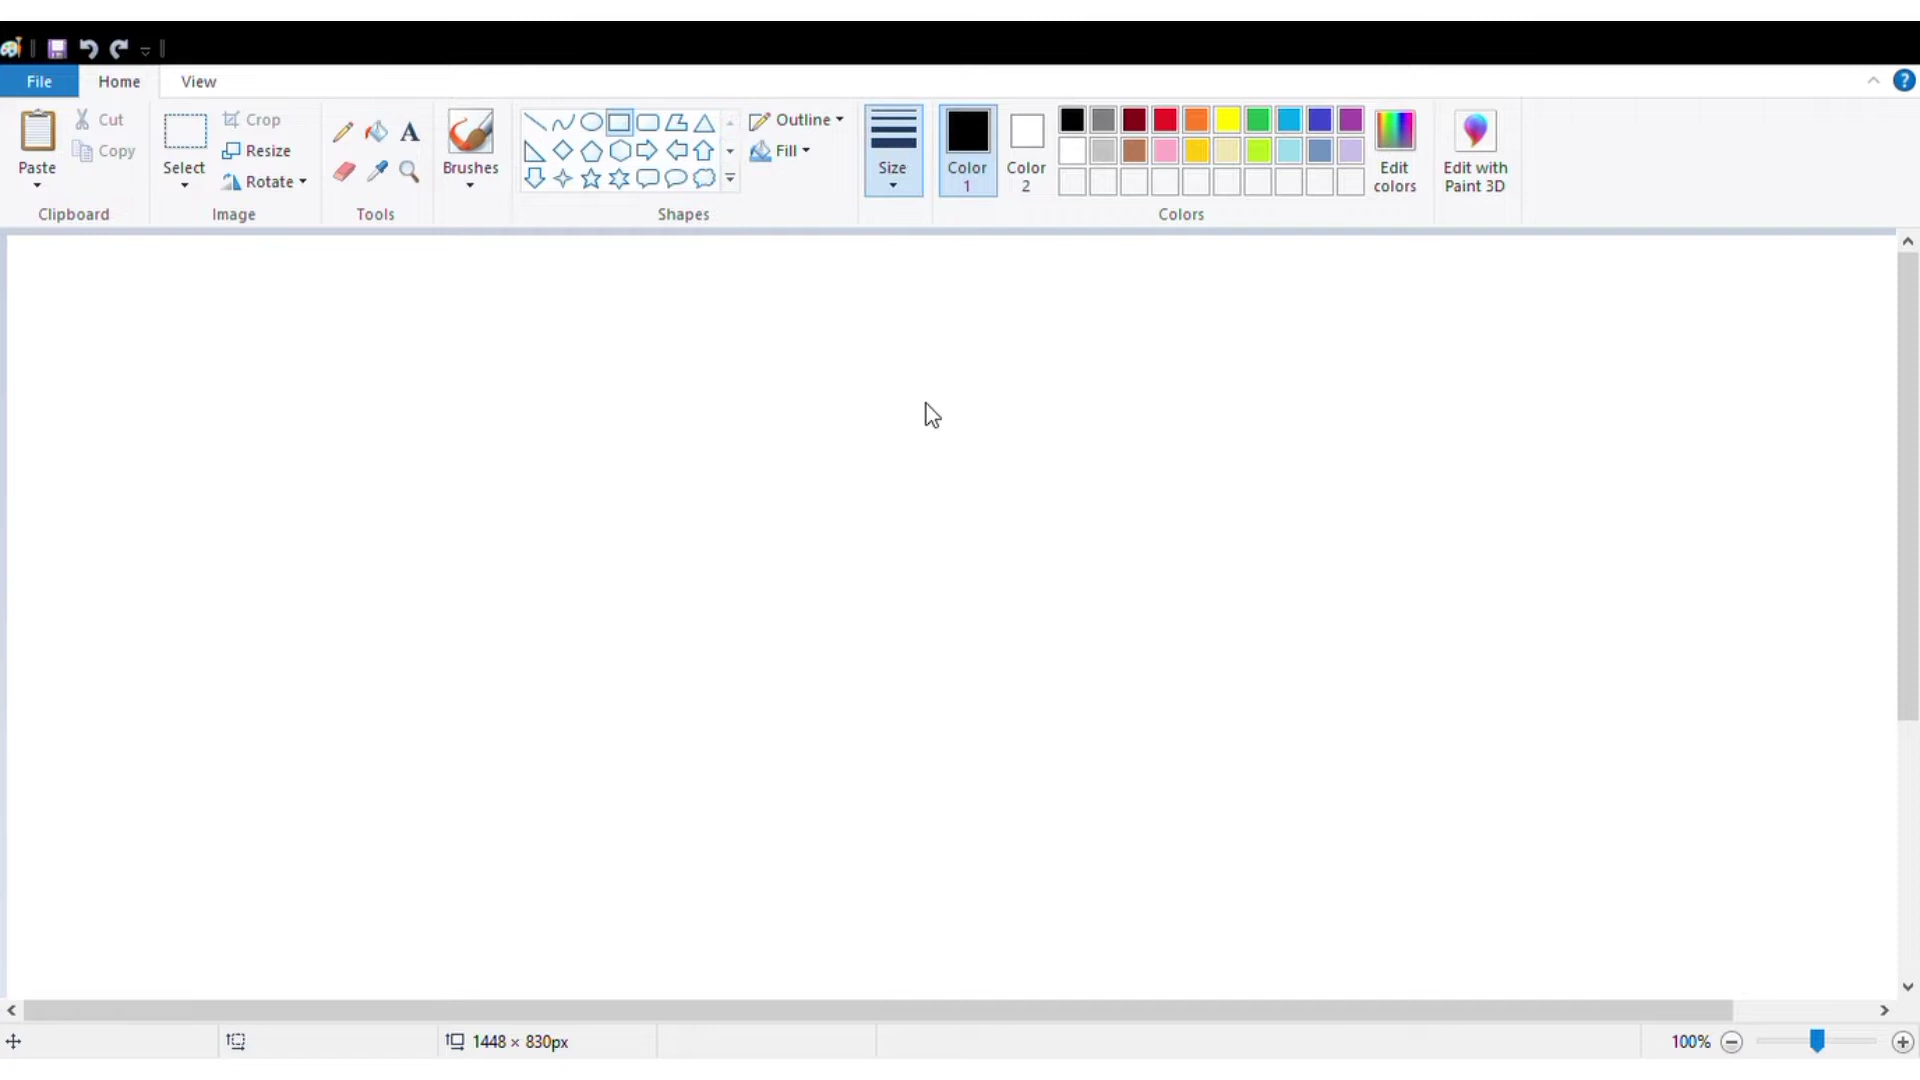 File Home View
Paste Cut Copy
Clipboard
Select Crop Resize Rotate
Image
A
Tools
Brushes
Outline Fill
Shapes
Size
Color 1
Color 2
Edit colors
Colors
Edit with Paint 3D
?
1448 × 830px
100%